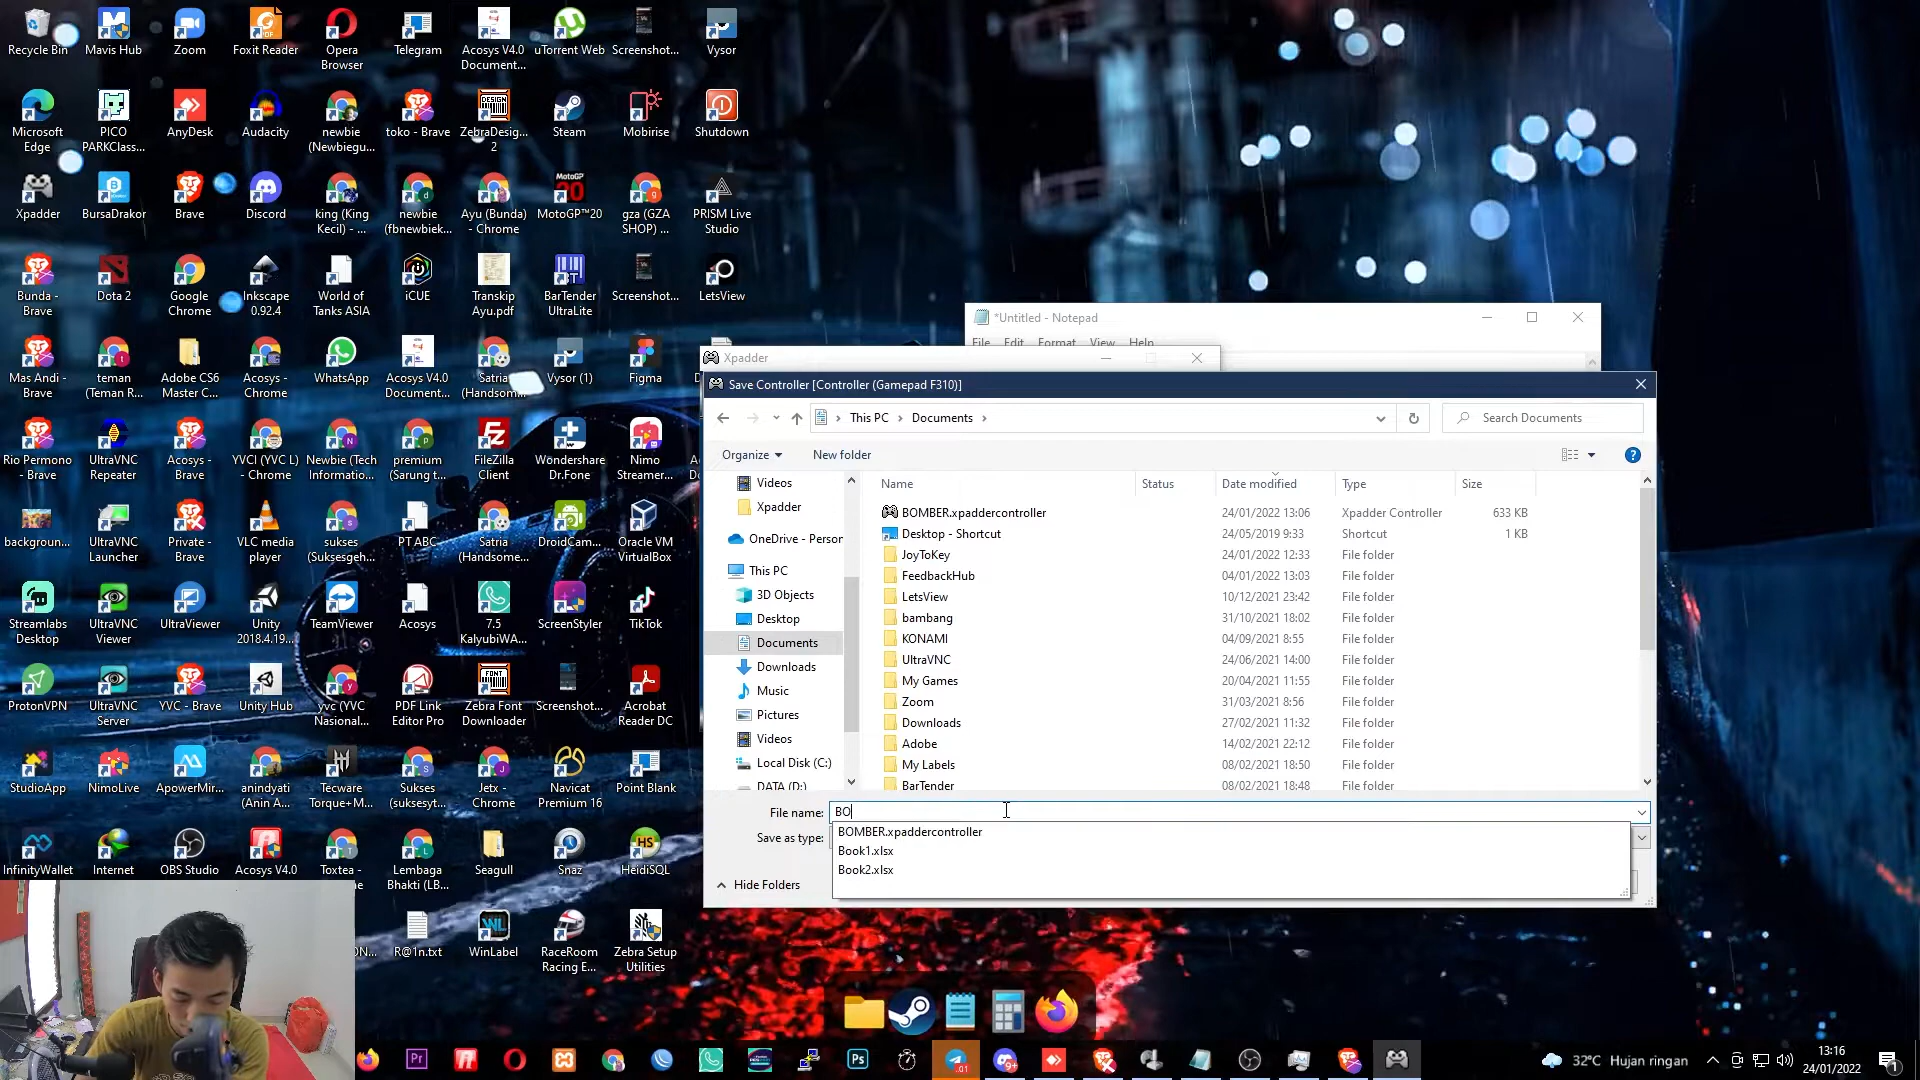 Recycle Bin
Mavis Hub
Zoom
Foxit Reader
Opera
Browser
Telegram
Acosys V4.0
Document...
uTorrent Web
Screenshot...
Vysor
Microsoft
Edge
PICO
PARKClass...
AnyDesk
Audacity
newbie
(Newbiegu...
toko - Brave
ZebraDesig...
2
Steam
Mobirise
Shutdown
Xpadder
BursaDrakor
Brave
Discord
king (King
Kecil) - ...
newbie
(fbnewbiek...
Ayu (Bunda)
- Chrome
MotoGP™20
gza (GZA
SHOP) ...
PRISM Live
Studio
Bunda -
Brave
Dota 2
Google
Chrome
Inkscape
0.92.4
World of
Tanks ASIA
iCUE
Transkip
Ayu.pdf
BarTender
UltraLite
Screenshot...
LetsView
Mas Andi -
Brave
teman
(Teman R...
Adobe CS6
Master C...
Acosys -
Chrome
WhatsApp
Acosys V4.0
Document...
Satria
(Handsom...
Vysor (1)
Figma
Rio Permono
- Brave
UltraVNC
Repeater
Acosys -
Brave
YVCI (YVC L)
- Chrome
Newbie (Tech
Informatio...
premium
(Sarung t...
FileZilla
Client
Wondershare
Dr.Fone
Nimo
Streamer...
backgroun...
UltraVNC
Launcher
Private -
Brave
VLC media
player
sukses
(Suksesgeh...
PT ABC
Satria
(Handsome...
DroidCam...
Oracle VM
VirtualBox
Streamlabs
Desktop
UltraVNC
Viewer
UltraViewer
Unity
2018.4.19...
TeamViewer
Acosys
7.5
KalyubiWA...
ScreenStyler
TikTok
ProtonVPN
UltraVNC
Server
YVC - Brave
Unity Hub
yvc (YVC
Nasional...
PDF Link
Editor Pro
Zebra Font
Downloader
Screenshot...
Acrobat
Reader DC
StudioApp
NimoLive
ApowerMir...
anindyati
(Anin A...
Tecware
Torque+M...
Sukses
(suksesyt...
Jetx -
Chrome
Navicat
Premium 16
Point Blank
InfinityWallet
Internet
OBS Studio
Acosys V4.0
Toxtea -
Lembaga
Bhakti (LB...
Seagull
Snaz
HeidiSQL
R@1n.txt
WinLabel
RaceRoom
Racing E...
Zebra Setup
Utilities
*Untitled - Notepad
File Edit Format View Help
Xpadder
Save Controller [Controller (Gamepad F310)]
This PC
Documents
Search Documents
Organize
New folder
Videos
Xpadder
OneDrive - Person
This PC
3D Objects
Desktop
Documents
Downloads
Music
Pictures
Videos
Local Disk (C:)
DATA (D:)
Name Status Date modified Type Size
BOMBER.xpaddercontroller 24/01/2022 13:06 Xpadder Controller 633 KB
Desktop - Shortcut 24/05/2019 9:33 Shortcut 1 KB
JoyToKey 24/01/2022 12:33 File folder
FeedbackHub 04/01/2022 13:03 File folder
LetsView 10/12/2021 23:42 File folder
bambang 31/10/2021 18:02 File folder
KONAMI 04/09/2021 8:55 File folder
UltraVNC 24/06/2021 14:00 File folder
My Games 20/04/2021 11:55 File folder
Zoom 31/03/2021 8:56 File folder
Downloads 27/02/2021 11:32 File folder
Adobe 14/02/2021 22:12 File folder
My Labels 08/02/2021 18:50 File folder
BarTender 08/02/2021 18:48 File folder
File name: BO
Save as type:
BOMBER.xpaddercontroller
Book1.xlsx
Book2.xlsx
Hide Folders
32°C Hujan ringan
13:16
24/01/2022